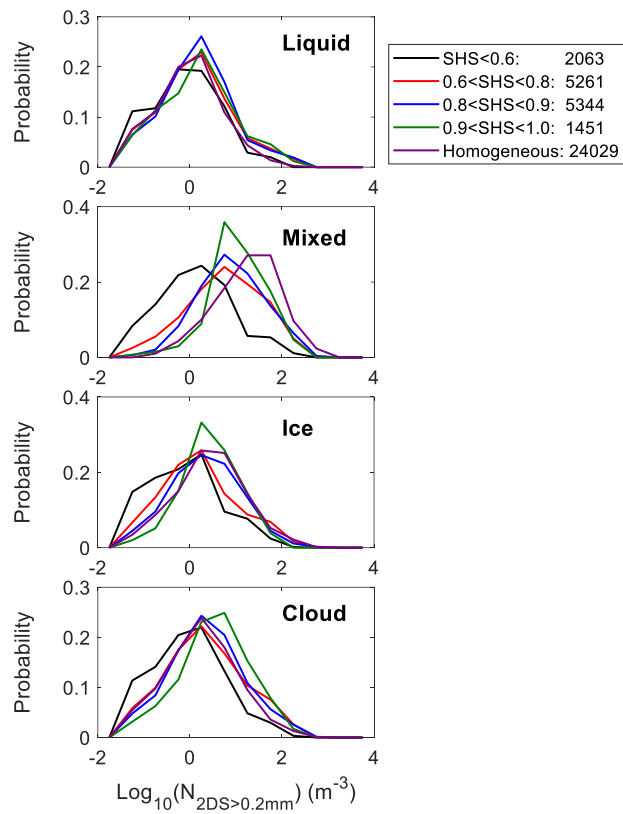 0.3
0.2
0.1
0
Probability
Liquid
-2
0
2
4
SHS<0.6: 2063
0.6<SHS<0.8: 5261
0.8<SHS<0.9: 5344
0.9<SHS<1.0: 1451
Homogeneous: 24029
0.4
0.2
0
Probability
Mixed
-2
0
2
4
0.4
0.2
0
Probability
Ice
-2
0
2
4
0.3
0.2
0.1
0
Probability
Cloud
-2
0
2
4
Log10(N2DS>0.2mm) (m-3)